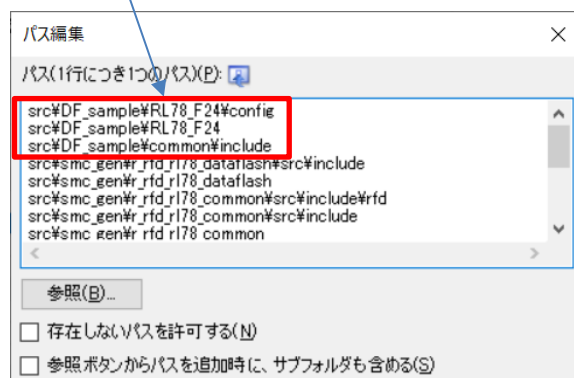 パス編集
パス(1行につき1つのパス)(P):
src¥DF_sample¥RL78_F24¥config
src¥DF_sample¥RL78_F24
src¥DF_sample¥common¥include
src¥smc_gen¥r_rfd_rl78_dataflash¥src¥include
src¥smc_gen¥r_rfd_rl78_dataflash
src¥smc_gen¥r_rfd_rl78_common¥src¥include¥rfd
src¥smc_gen¥r_rfd_rl78_common¥src¥include
src¥smc_gen¥r_rfd_rl78_common
参照(B)...
存在しないパスを許可する(N)
参照ボタンからパスを追加時に、サブフォルダも含める(S)